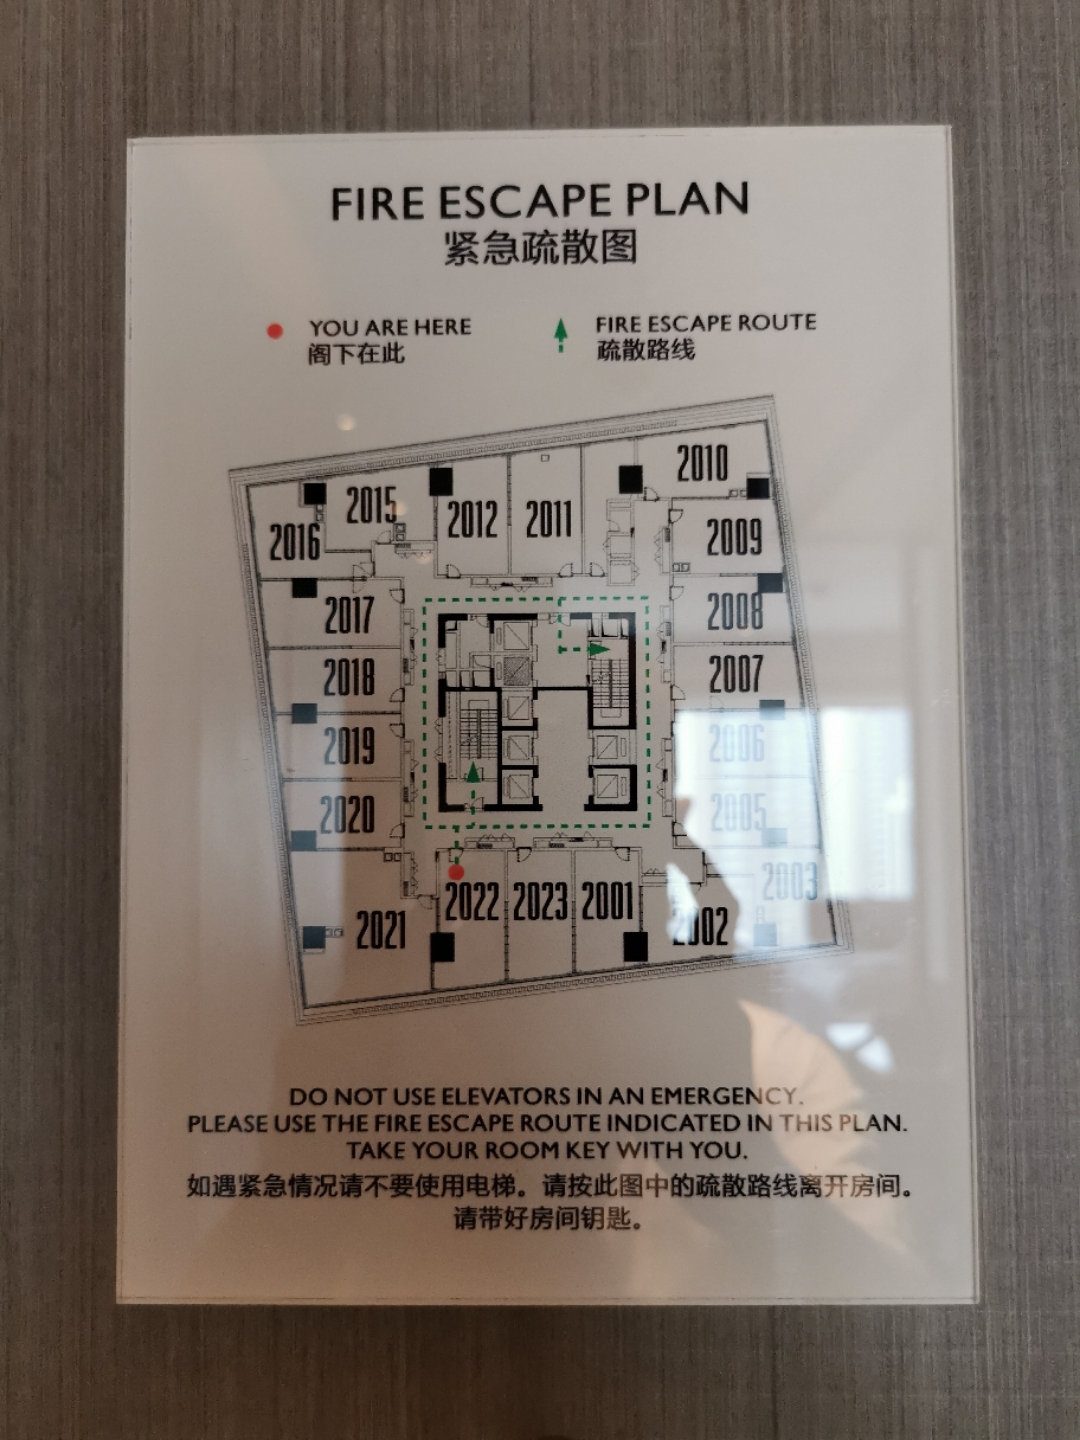 FIRE ESCAPE PLAN
紧急疏散图
YOU ARE HERE
阁下在此
FIRE ESCAPE ROUTE
疏散路线
2010
2015
2012
2011
2016
2009
2017
2008
2018
2007
2019
2006
2020
2005
2003
2022
2023
2001
2021
2002
DO NOT USE ELEVATORS IN AN EMERGENCY.
PLEASE USE THE FIRE ESCAPE ROUTE INDICATED IN THIS PLAN.
TAKE YOUR ROOM KEY WITH YOU.
如遇紧急情况请不要使用电梯。请按此图中的疏散路线离开房间。
请带好房间钥匙。